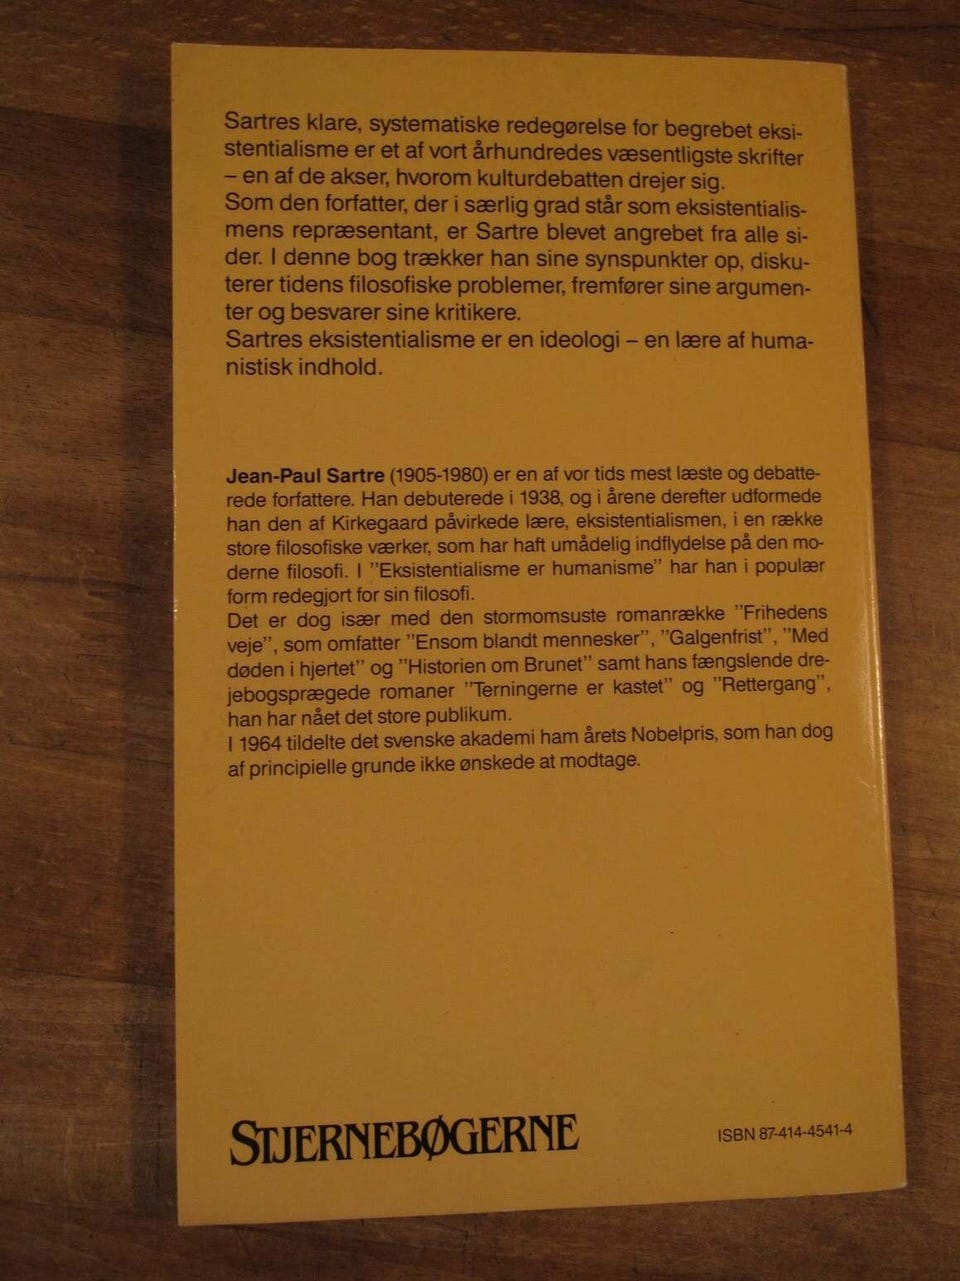 Sartres klare, systematiske redegørelse for begrebet eksi-
stentialisme er et af vort århundredes væsentligste skrifter
– en af de akser, hvorom kulturdebatten drejer sig.
Som den forfatter, der i særlig grad står som eksistentialis-
mens repræsentant, er Sartre blevet angrebet fra alle si-
der. I denne bog trækker han sine synspunkter op, disku-
terer tidens filosofiske problemer, fremfører sine argumen-
ter og besvarer sine kritikere.
Sartres eksistentialisme er en ideologi – en lære af huma-
nistisk indhold.
Jean-Paul Sartre (1905-1980) er en af vor tids mest læste og debatte-
rede forfattere. Han debuterede i 1938, og i årene derefter udformede
han den af Kirkegaard påvirkede lære, eksistentialismen, i en række
store filosofiske værker, som har haft umådelig indflydelse på den mo-
derne filosofi. I ”Eksistentialisme er humanisme” har han i populær
form redegjort for sin filosofi.
Det er dog især med den stormomsuste romanrække ”Frihedens
veje”, som omfatter ”Ensom blandt mennesker”, ”Galgenfrist”, ”Med
døden i hjertet” og ”Historien om Brunet” samt hans fængslende dre-
jebogsprægede romaner ”Terningerne er kastet” og ”Rettergang”,
han har nået det store publikum.
I 1964 tildelte det svenske akademi ham årets Nobelpris, som han dog
af principielle grunde ikke ønskede at modtage.
STJERNEBØGERNE
ISBN 87-414-4541-4